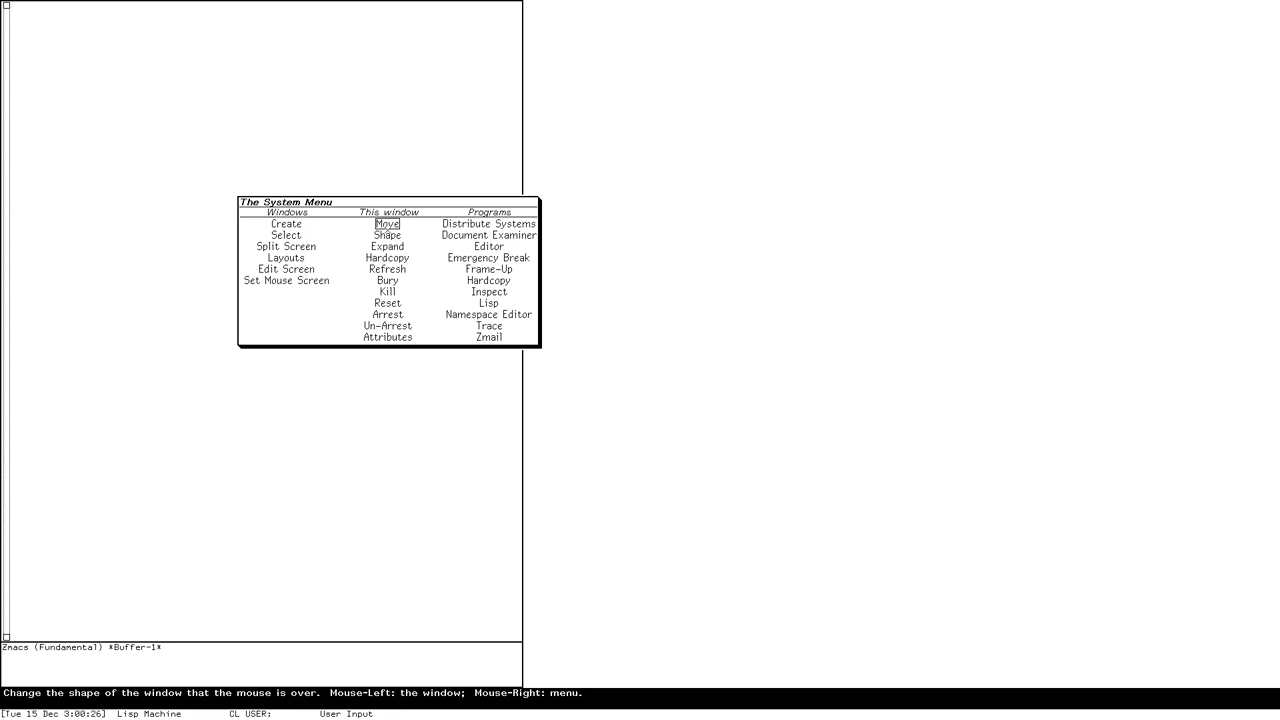 The System Menu
Windows This window Programs
Create Move Distribute Systems
Select Shape Document Examiner
Split Screen Expand Editor
Layouts Hardcopy Emergency Break
Edit Screen Refresh Frame-Up
Set Mouse Screen Bury Hardcopy
Kill Inspect
Reset Lisp
Arrest Namespace Editor
Un-Arrest Trace
Attributes Zmail
Zmacs (Fundamental) *Buffer-1*
Change the shape of the window that the mouse is over. Mouse-Left: the window; Mouse-Right: menu.
[Tue 15 Dec 3:00:26] Lisp Machine CL USER: User Input